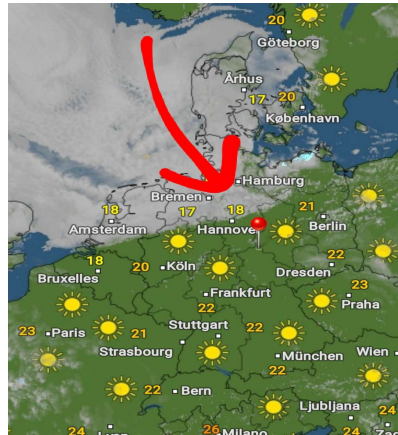 20
Göteborg
Århus
17
20
København
Hamburg
Bremen
18
17
18
21
Amsterdam
Hannove
Berlin
18
20
Köln
22
Bruxelles
Dresden
Frankfurt
23
22
Praha
23
Paris
21
Stuttgart
22
Strasbourg
München
Wien
22
22
Bern
Ljubljana
24
24
26
Milano
24